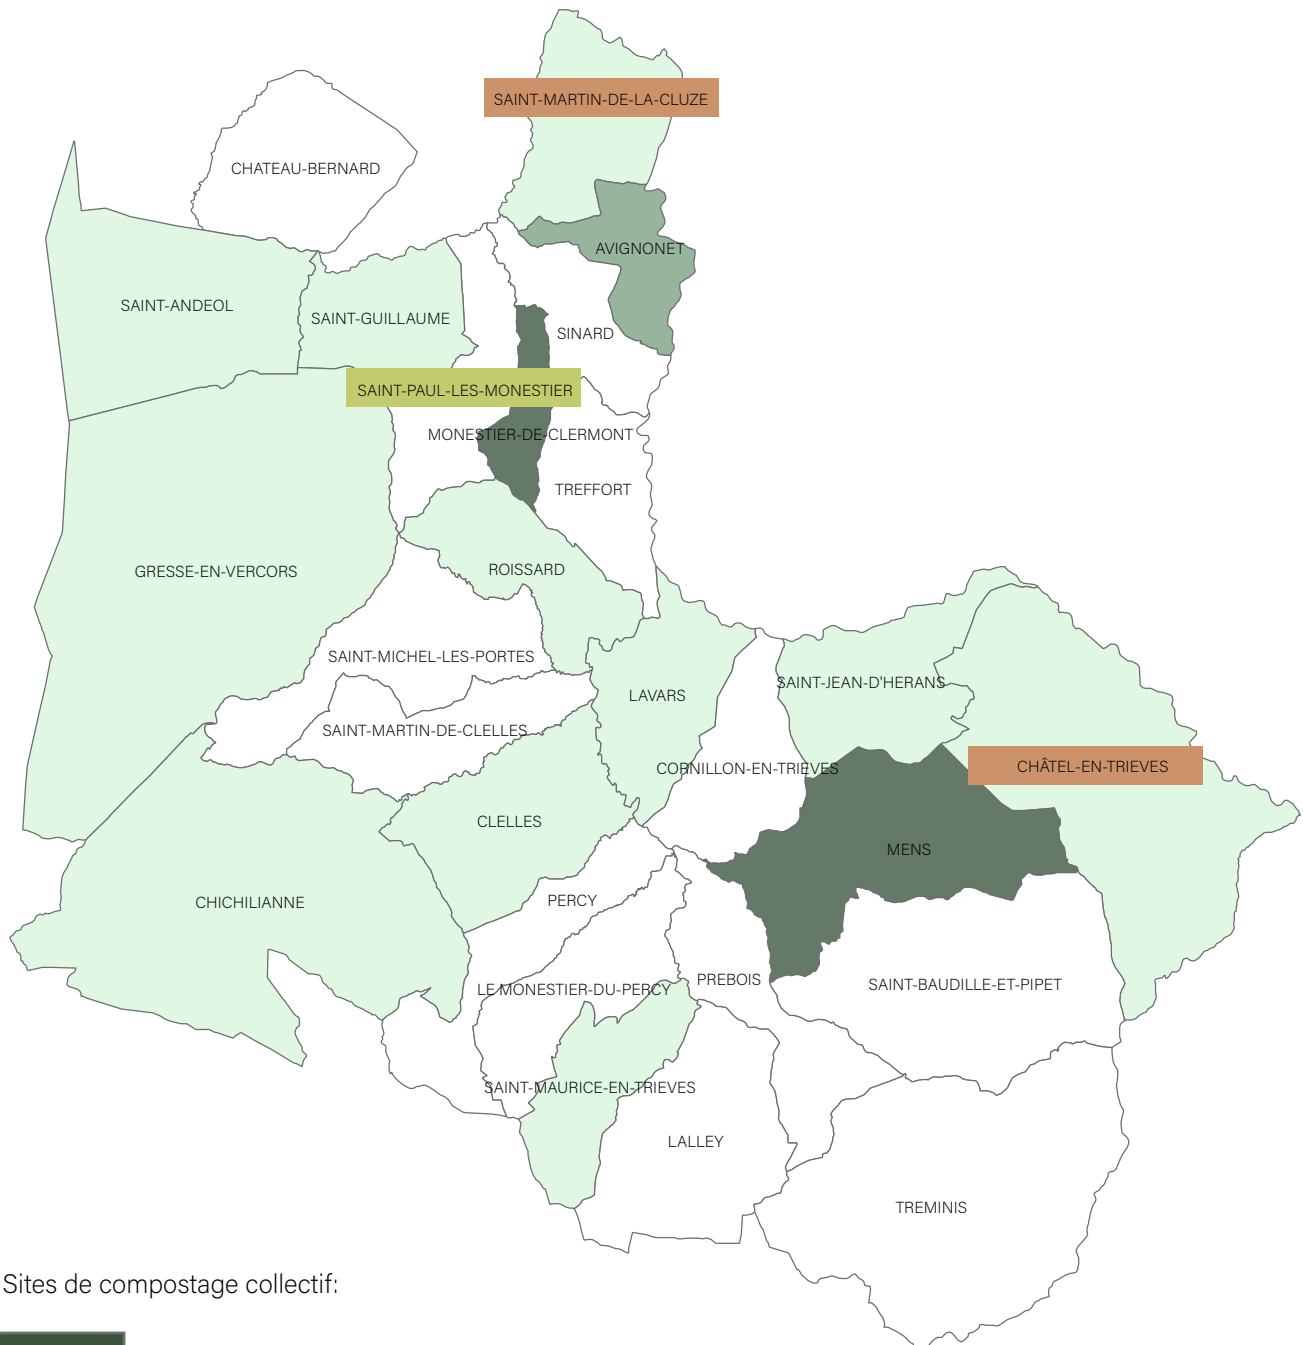 SAINT-MARTIN-DE-LA-CLUZE
CHATEAU-BERNARD
AVIGNONET
SAINT-ANDEOL
SAINT-GUILLAUME
SINARD
SAINT-PAUL-LES-MONESTIER
MONESTIER-DE-CLERMONT
TREFFORT
GRESSE-EN-VERCORS
ROISSARD
SAINT-MICHEL-LES-PORTES
SAINT-JEAN-D'HERANS
LAVARS
SAINT-MARTIN-DE-CLELLES
CORNILLON-EN-TRIEVES
CHÂTEL-EN-TRIEVES
CLELLES
MENS
PERCY
CHICHILIANNE
PREBOIS
SAINT-BAUDILLE-ET-PIPET
LE MONESTIER-DU-PERCY
SAINT-MAURICE-EN-TRIEVES
LALLEY
TREMINIS
Sites de compostage collectif: